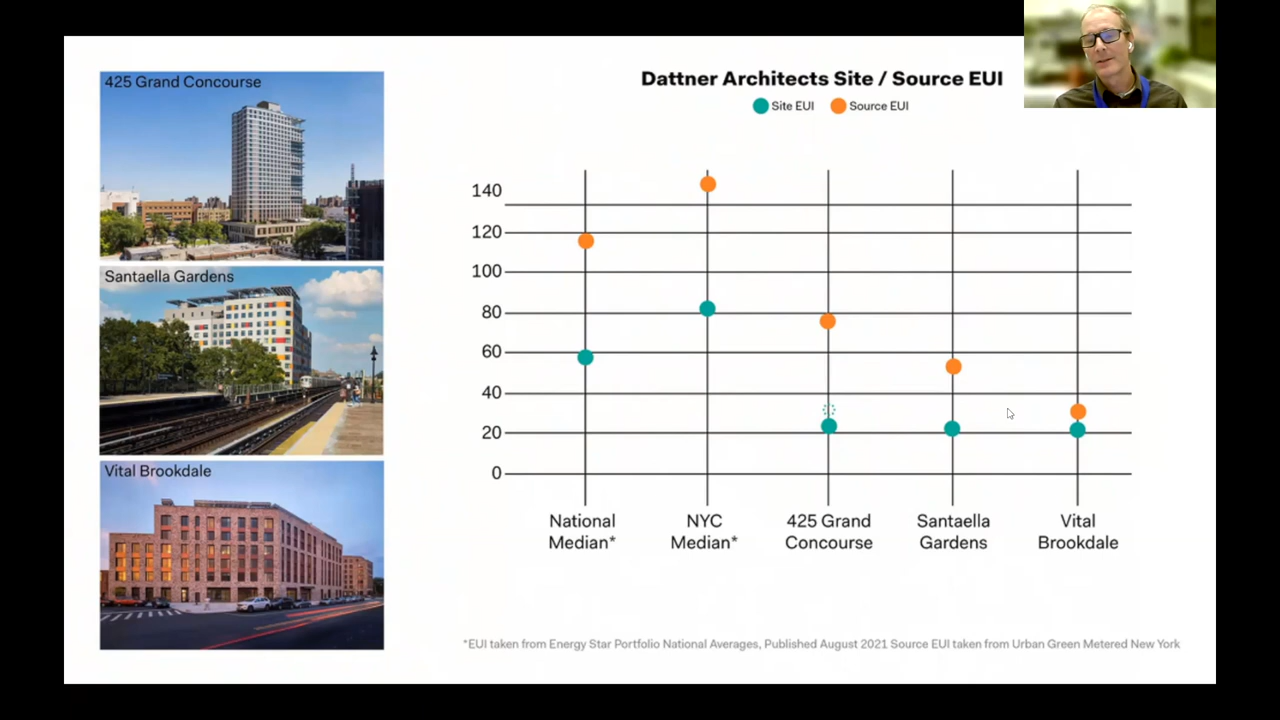 425 Grand Concourse
Santaella Gardens
Vital Brookdale
Dattner Architects Site / Source EUI
Site EUI
Source EUI
140
120
100
80
60
40
20
0
National
Median*
NYC
Median*
425 Grand
Concourse
Santaella
Gardens
Vital
Brookdale
*EUI taken from Energy Star Portfolio National Averages, Published August 2021 Source EUI taken from Urban Green Metered New York